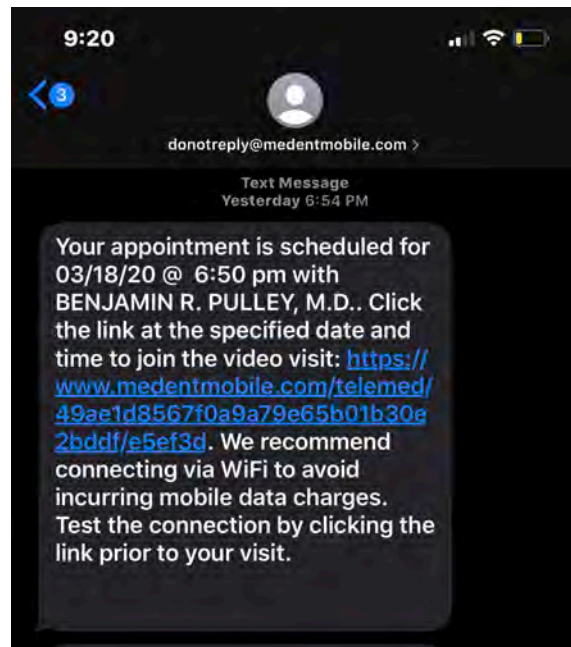 9:20
3
donotreply@medentmobile.com >
Text Message
Yesterday 6:54 PM
Your appointment is scheduled for
03/18/20 @ 6:50 pm with
BENJAMIN R. PULLEY, M.D.. Click
the link at the specified date and
time to join the video visit: https://
www.medentmobile.com/telemed/
49ae1d8567f0a9a79e65b01b30e
2bddf/e5ef3d. We recommend
connecting via WiFi to avoid
incurring mobile data charges.
Test the connection by clicking the
link prior to your visit.